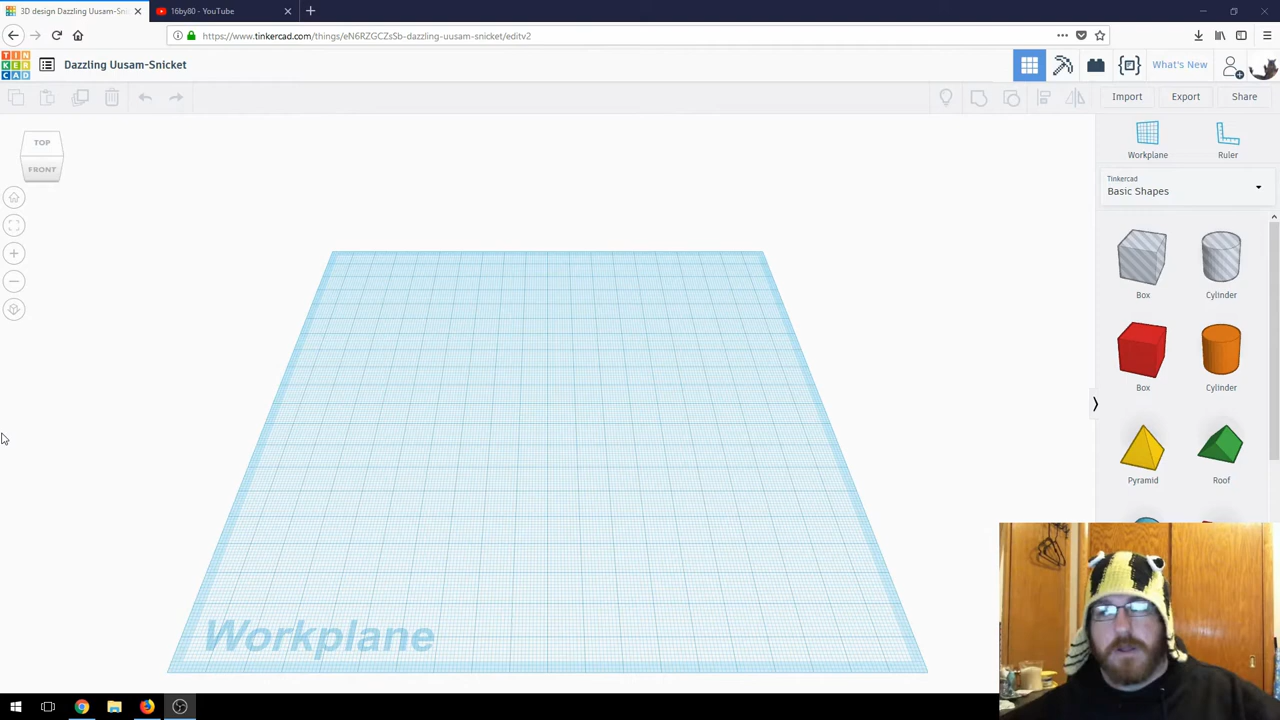 3D design Dazzling Uusam-Sni
16by80 - YouTube
https://www.tinkercad.com/things/eN6RZGCZsSb-dazzling-uusam-snicket/editv2
TIN
KER
CAD
Dazzling Uusam-Snicket
What's New
Import
Export
Share
TOP
FRONT
Workplane
Ruler
Tinkercad
Basic Shapes
Box
Cylinder
Box
Cylinder
Pyramid
Roof
Workplane